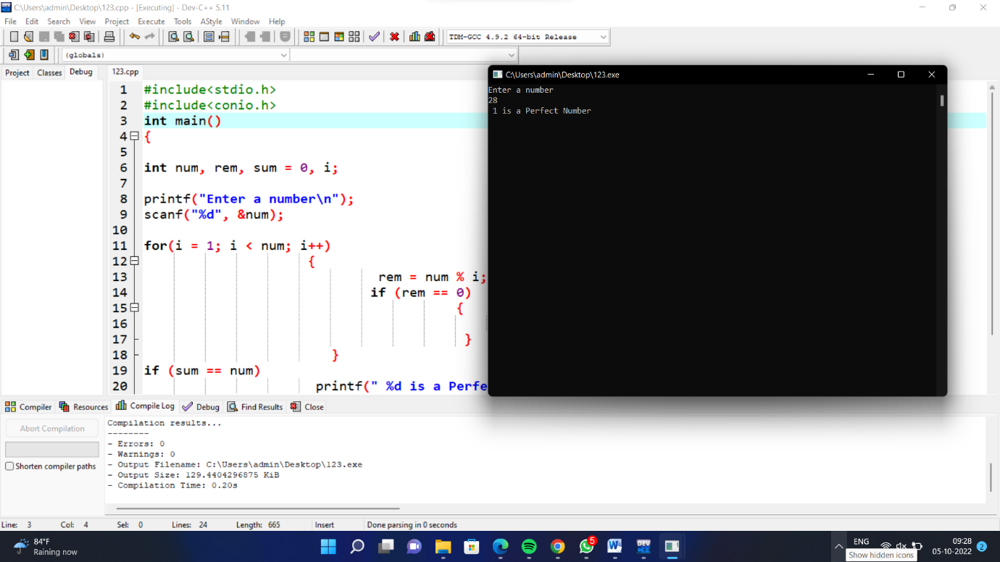 C:\Users\admin\Desktop\123.cpp - [Executing] - Dev-C++ 5.11
File Edit Search View Project Execute Tools AStyle Window Help
TDM-GCC 4.9.2 64-bit Release
(globals)
Project Classes Debug 123.cpp
1 #include<stdio.h>
2 #include<conio.h>
3 int main()
4 {
5
6 int num, rem, sum = 0, i;
7
8 printf("Enter a number\n");
9 scanf("%d", &num);
10
11 for(i = 1; i < num; i++)
12 {
13 rem = num % i;
14 if (rem == 0)
15 {
16
17 }
18 }
19 if (sum == num)
20 printf(" %d is a Perfe
C:\Users\admin\Desktop\123.exe
Enter a number
28
1 is a Perfect Number
Compiler Resources Compile Log Debug Find Results Close
Abort Compilation
Shorten compiler paths
Compilation results...
--------
- Errors: 0
- Warnings: 0
- Output Filename: C:\Users\admin\Desktop\123.exe
- Output Size: 129.4404296875 KiB
- Compilation Time: 0.20s
Line: 3 Col: 4 Sel: 0 Lines: 24 Length: 665 Insert Done parsing in 0 seconds
84°F
Raining now
5
W
DEV
ENG
09:28
05-10-2022
2
Show hidden icons